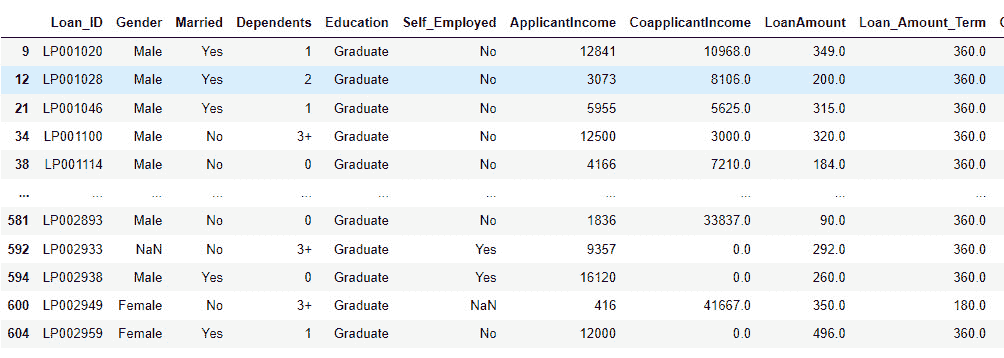 Loan_ID Gender Married Dependents Education Self_Employed ApplicantIncome CoapplicantIncome LoanAmount Loan_Amount_Term
9 LP001020 Male Yes 1 Graduate No 12841 10968.0 349.0 360.0
12 LP001028 Male Yes 2 Graduate No 3073 8106.0 200.0 360.0
21 LP001046 Male Yes 1 Graduate No 5955 5625.0 315.0 360.0
34 LP001100 Male No 3+ Graduate No 12500 3000.0 320.0 360.0
38 LP001114 Male No 0 Graduate No 4166 7210.0 184.0 360.0
... ... ... ... ... ... ... ... ... ... ...
581 LP002893 Male No 0 Graduate No 1836 33837.0 90.0 360.0
592 LP002933 NaN No 3+ Graduate Yes 9357 0.0 292.0 360.0
594 LP002938 Male Yes 0 Graduate Yes 16120 0.0 260.0 360.0
600 LP002949 Female No 3+ Graduate NaN 416 41667.0 350.0 180.0
604 LP002959 Female Yes 1 Graduate No 12000 0.0 496.0 360.0